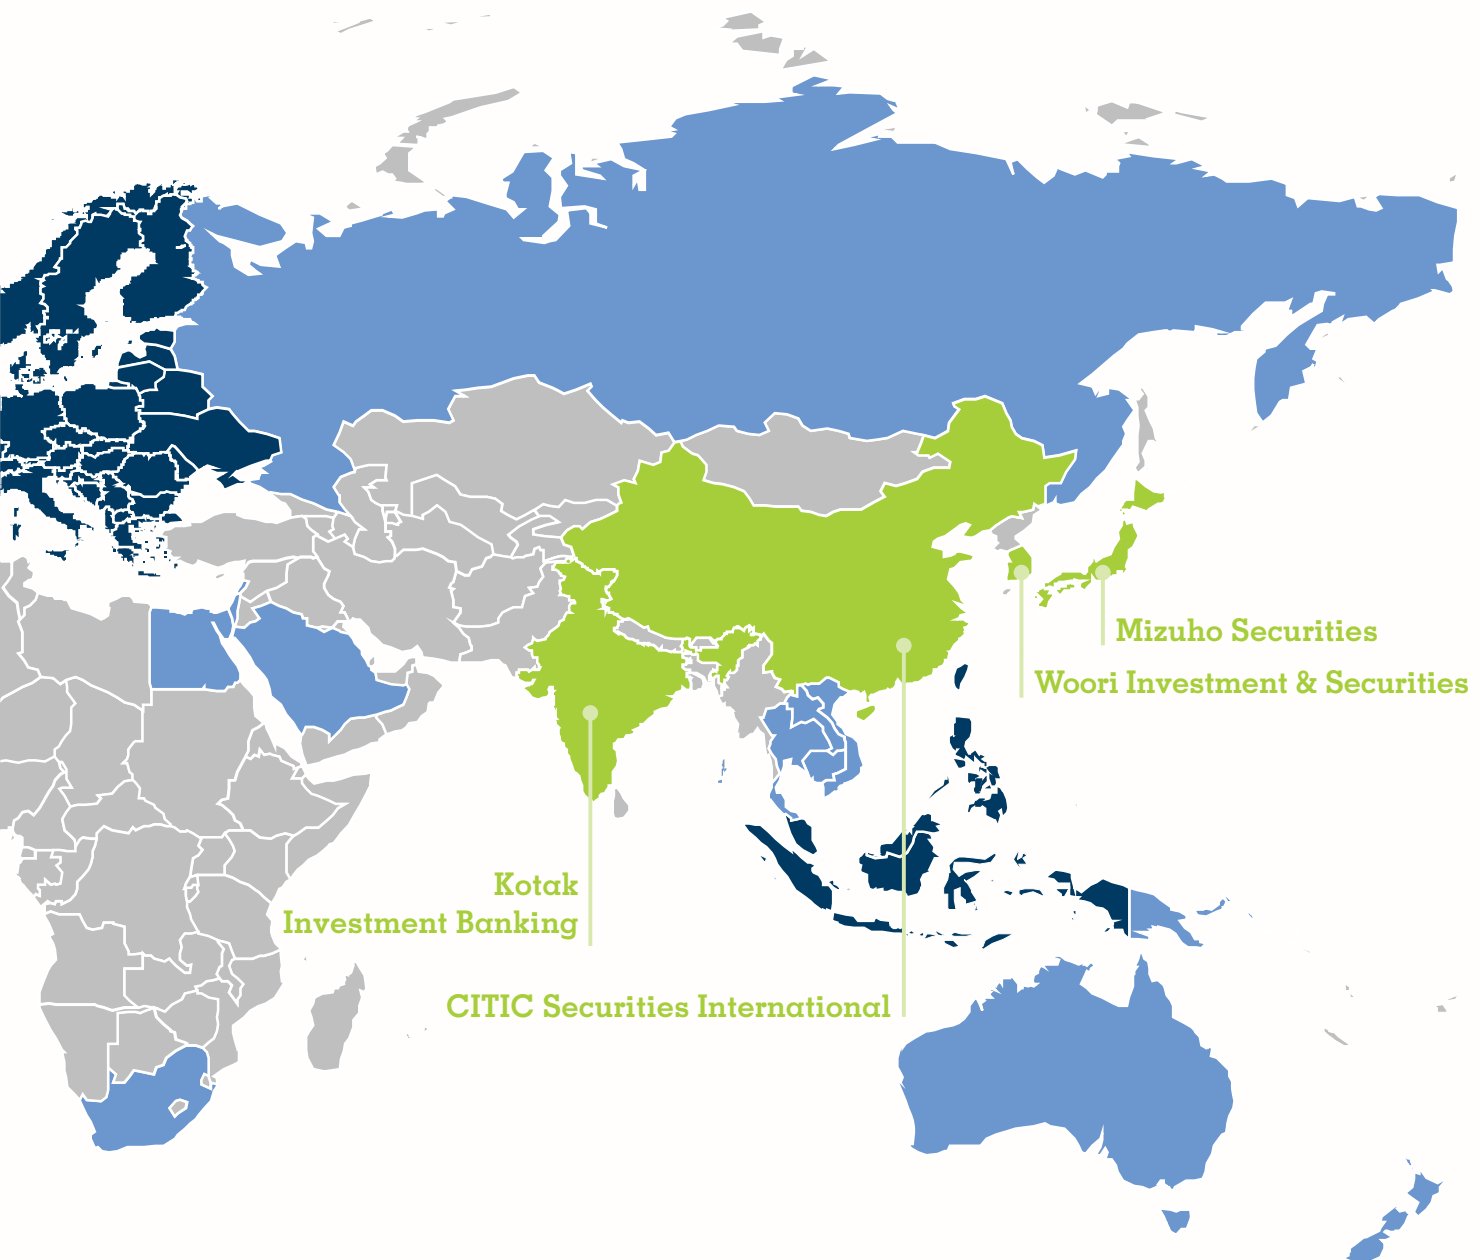 Mizuho Securities
Woori Investment & Securities
Kotak
Investment Banking
CITIC Securities International